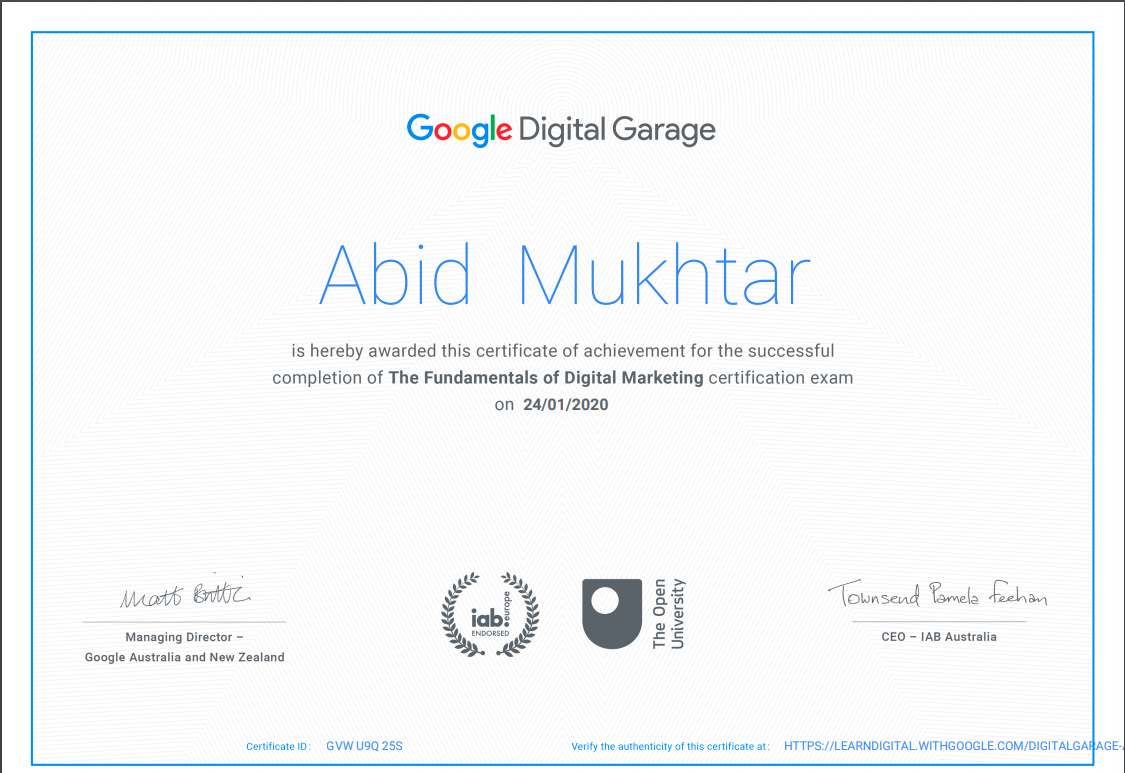 Google Digital Garage
Abid Mukhtar
is hereby awarded this certificate of achievement for the successful
completion of The Fundamentals of Digital Marketing certification exam
on 24/01/2020
Matt
Townsend Pamela Feehan
iab.
europe
ENDORSED
The Open
University
Managing Director –
Google Australia and New Zealand
CEO – IAB Australia
Certificate ID: GVW U9Q 25S
Verify the authenticity of this certificate at: HTTPS://LEARNDIGITAL.WITHGOOGLE.COM/DIGITALGARAGE-